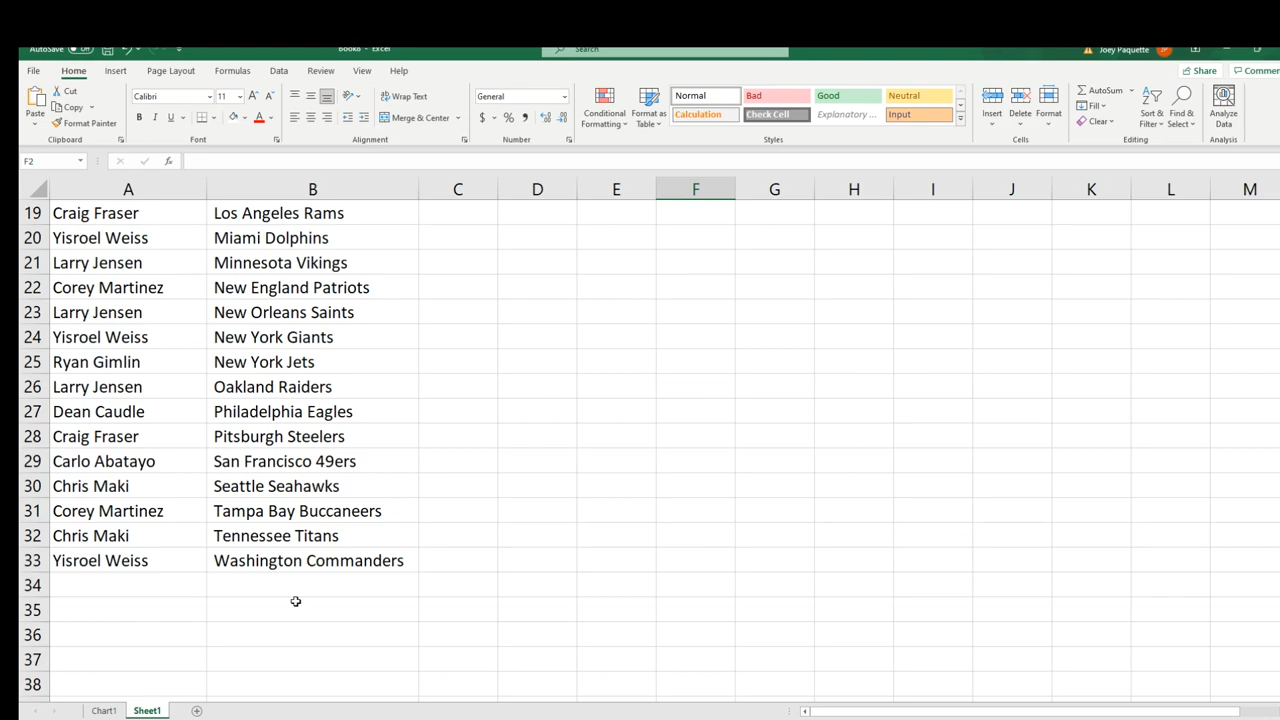 AutoSave Book8 - Excel Search Joey Paquette JP
File Home Insert Page Layout Formulas Data Review View Help Share Commen
Paste Cut Copy Format Painter Calibri 11 B I U A A A Wrap Text Merge & Center General $ % Conditional Formatting Format as Table Normal Bad Good Neutral Calculation Check Cell Explanatory ... Input Insert Delete Format AutoSum Fill Clear Sort & Filter Find & Select Analyze Data
Clipboard Font Alignment Number Styles Cells Editing Analysis
F2 fx
A B C D E F G H I J K L M
19 Craig Fraser Los Angeles Rams
20 Yisroel Weiss Miami Dolphins
21 Larry Jensen Minnesota Vikings
22 Corey Martinez New England Patriots
23 Larry Jensen New Orleans Saints
24 Yisroel Weiss New York Giants
25 Ryan Gimlin New York Jets
26 Larry Jensen Oakland Raiders
27 Dean Caudle Philadelphia Eagles
28 Craig Fraser Pitsburgh Steelers
29 Carlo Abatayo San Francisco 49ers
30 Chris Maki Seattle Seahawks
31 Corey Martinez Tampa Bay Buccaneers
32 Chris Maki Tennessee Titans
33 Yisroel Weiss Washington Commanders
34
35
36
37
38
Chart1 Sheet1